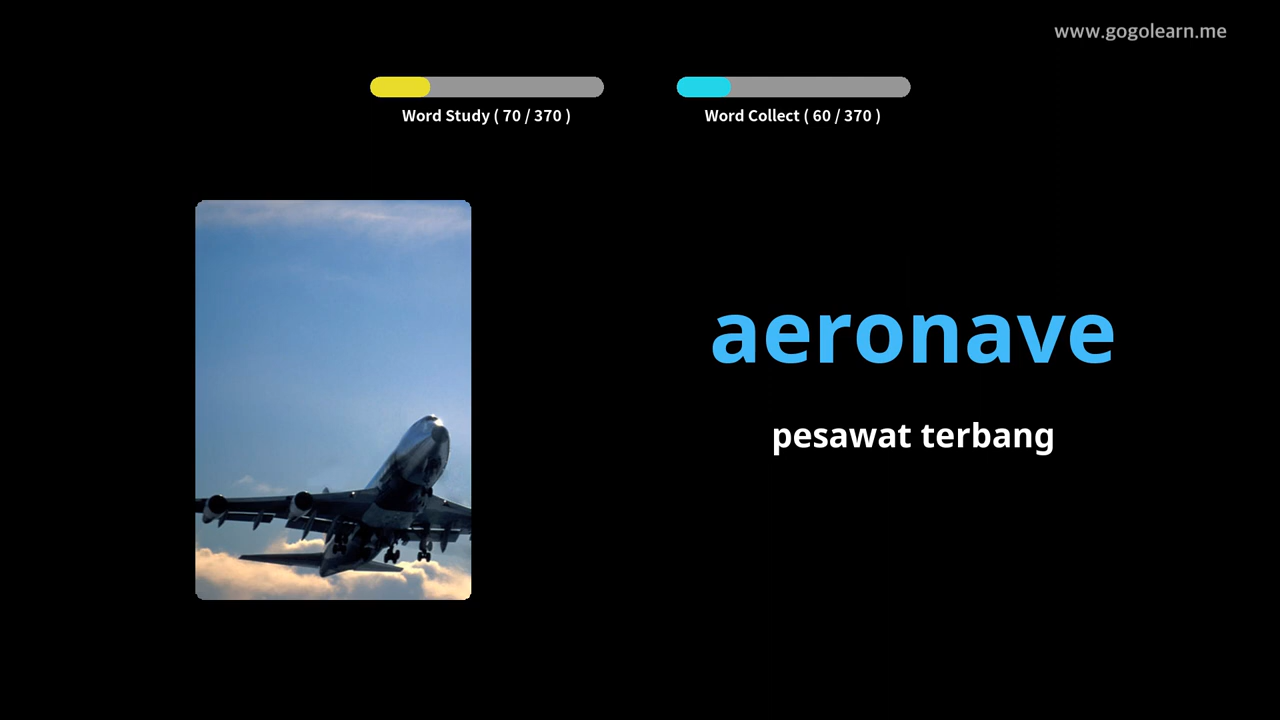 www.gogolearn.me
Word Study ( 70 / 370 )
Word Collect ( 60 / 370 )
aeronave
pesawat terbang